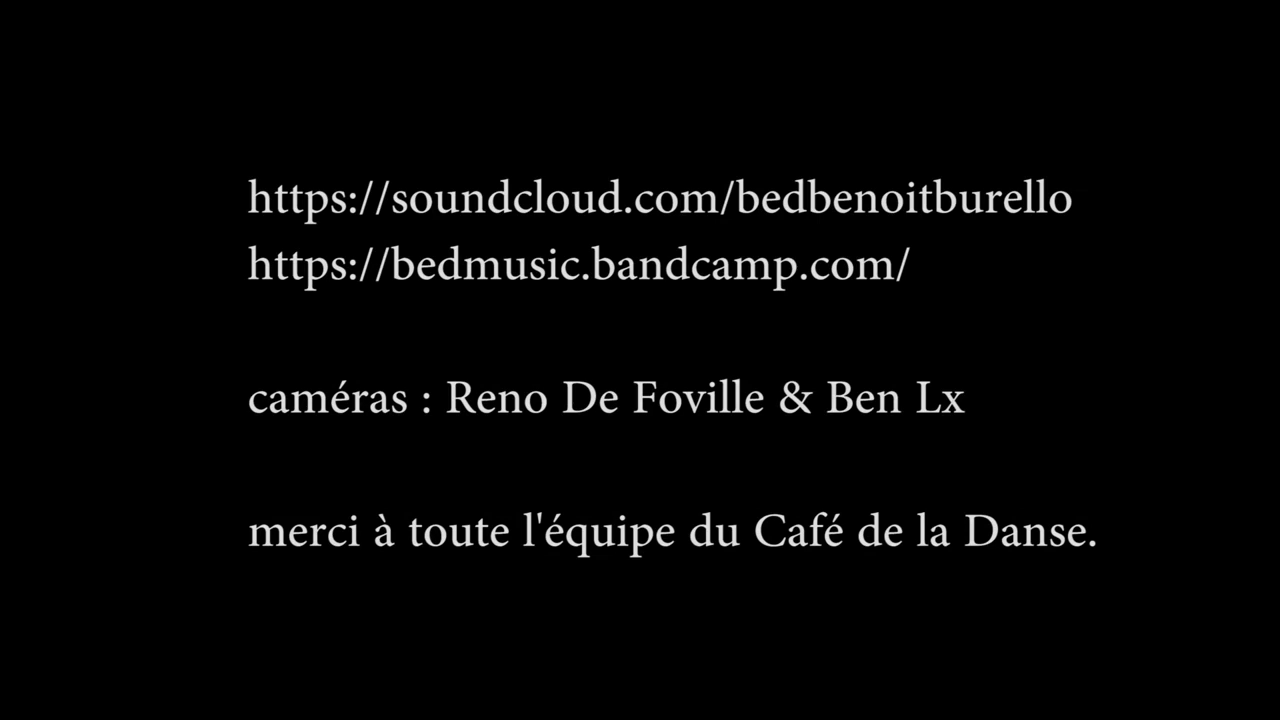 https://soundcloud.com/bedbenoitburello
https://bedmusic.bandcamp.com/
caméras : Reno De Foville & Ben Lx
merci à toute l'équipe du Café de la Danse.